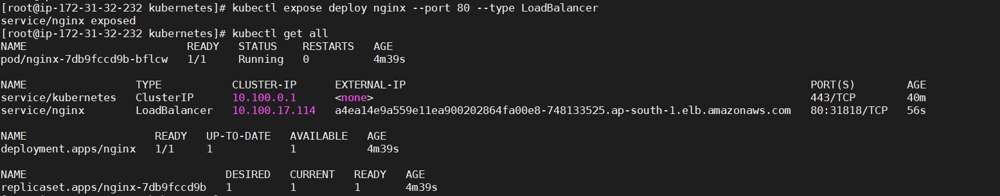 [root@ip-172-31-32-232 kubernetes]# kubectl expose deploy nginx --port 80 --type LoadBalancer
service/nginx exposed
[root@ip-172-31-32-232 kubernetes]# kubectl get all
NAME READY STATUS RESTARTS AGE
pod/nginx-7db9fccd9b-bflcw 1/1 Running 0 4m39s
NAME TYPE CLUSTER-IP EXTERNAL-IP PORT(S) AGE
service/kubernetes ClusterIP 10.100.0.1 <none> 443/TCP 40m
service/nginx LoadBalancer 10.100.17.114 a4ea14e9a559e11ea900202864fa00e8-748133525.ap-south-1.elb.amazonaws.com 80:31818/TCP 56s
NAME READY UP-TO-DATE AVAILABLE AGE
deployment.apps/nginx 1/1 1 1 4m39s
NAME DESIRED CURRENT READY AGE
replicaset.apps/nginx-7db9fccd9b 1 1 1 4m39s